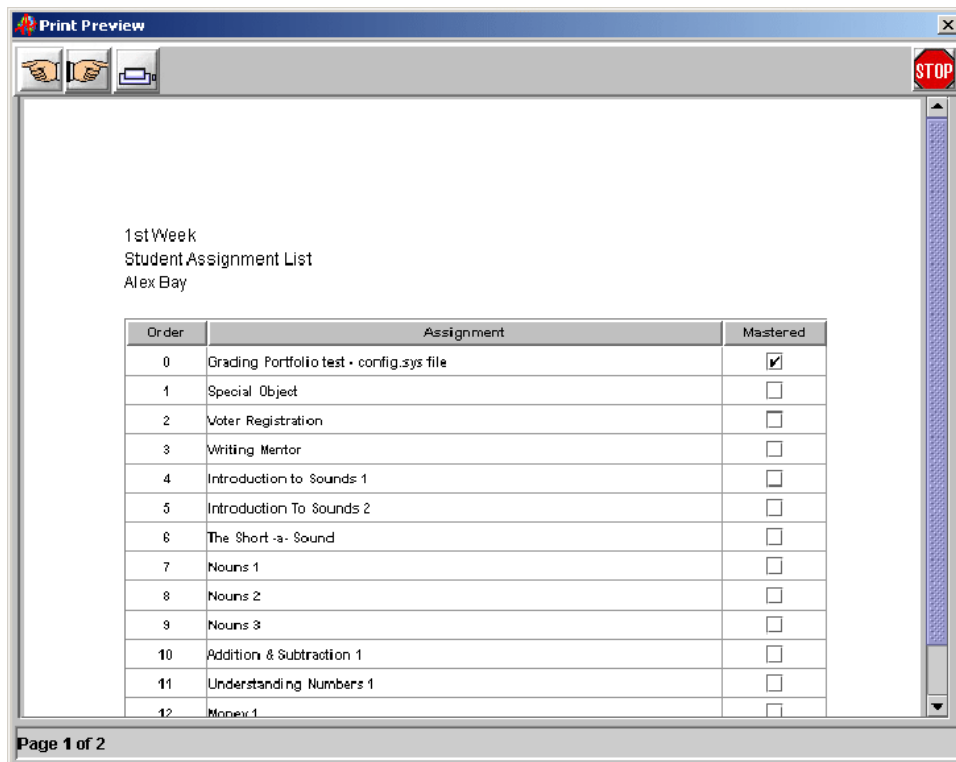 Print Preview
STOP
1st Week
Student Assignment List
Alex Bay
Order Assignment Mastered
0 Grading Portfolio test - config.sys file
1 Special Object
2 Voter Registration
3 Writing Mentor
4 Introduction to Sounds 1
5 Introduction To Sounds 2
6 The Short -a- Sound
7 Nouns 1
8 Nouns 2
9 Nouns 3
10 Addition & Subtraction 1
11 Understanding Numbers 1
12 Money 1
Page 1 of 2